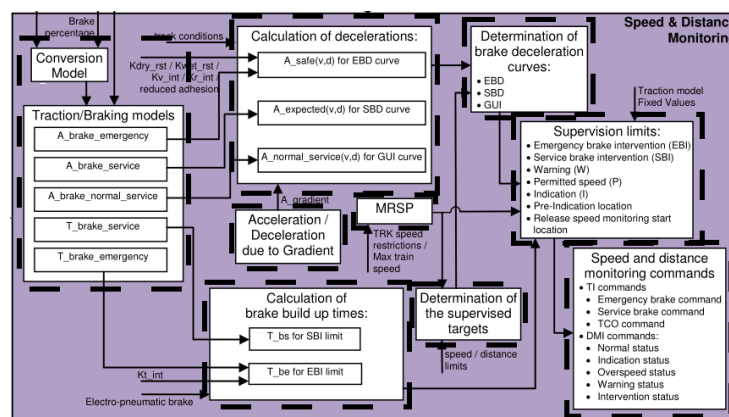 Brake
percentage
track conditions
Conversion
Model
Kdry_rst / Kwet_rst /
Kv_int / Kr_int /
reduced adhesion
Traction/Braking models
A_brake_emergency
A_brake_service
A_brake_normal_service
T_brake_service
T_brake_emergency
Calculation of decelerations:
A_safe(v,d) for EBD curve
A_expected(v,d) for SBD curve
A_normal_service(v,d) for GUI curve
A_gradient
Acceleration /
Deceleration
due to Gradient
MRSP
TRK speed
restrictions /
Max train
speed
Calculation of
brake build up times:
T_bs for SBI limit
T_be for EBI limit
Kt_int
Electro-pneumatic brake
Determination of
brake deceleration
curves:
• EBD
• SBD
• GUI
Determination of
the supervised
targets
speed / distance
limits
Speed & Distance
Monitoring
Traction model
Fixed Values
Supervision limits:
• Emergency brake intervention (EBI)
• Service brake intervention (SBI)
• Warning (W)
• Permitted speed (P)
• Indication (I)
• Pre-Indication location
• Release speed monitoring start
location
Speed and distance
monitoring commands
• TI commands
• Emergency brake command
• Service brake command
• TCO command
• DMI commands:
• Normal status
• Indication status
• Overspeed status
• Warning status
• Intervention status